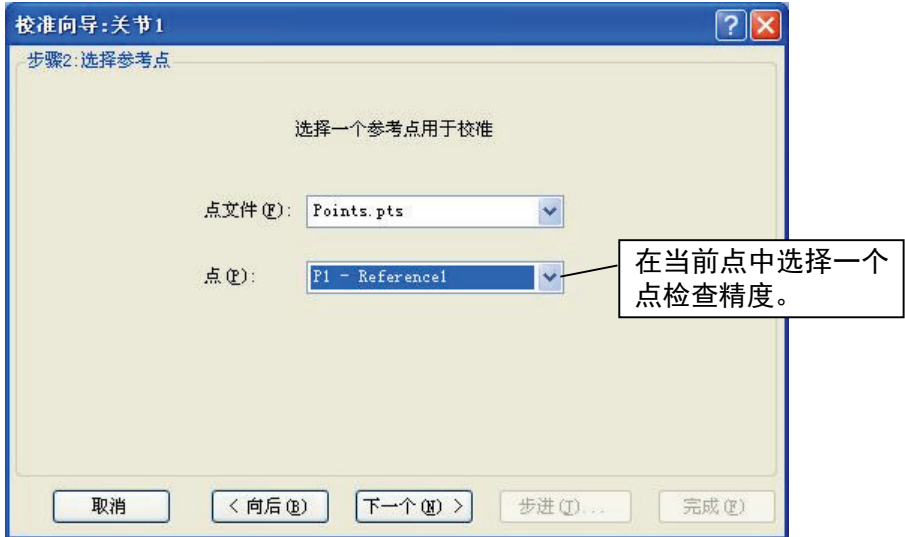 校准向导:关节1
步骤2:选择参考点
选择一个参考点用于校准
点文件(F): Points.pts
点(P): P1 - Reference1
在当前点中选择一个
点检查精度。
取消 < 向后(B) 下一个(N) > 步进(T)... 完成(F)